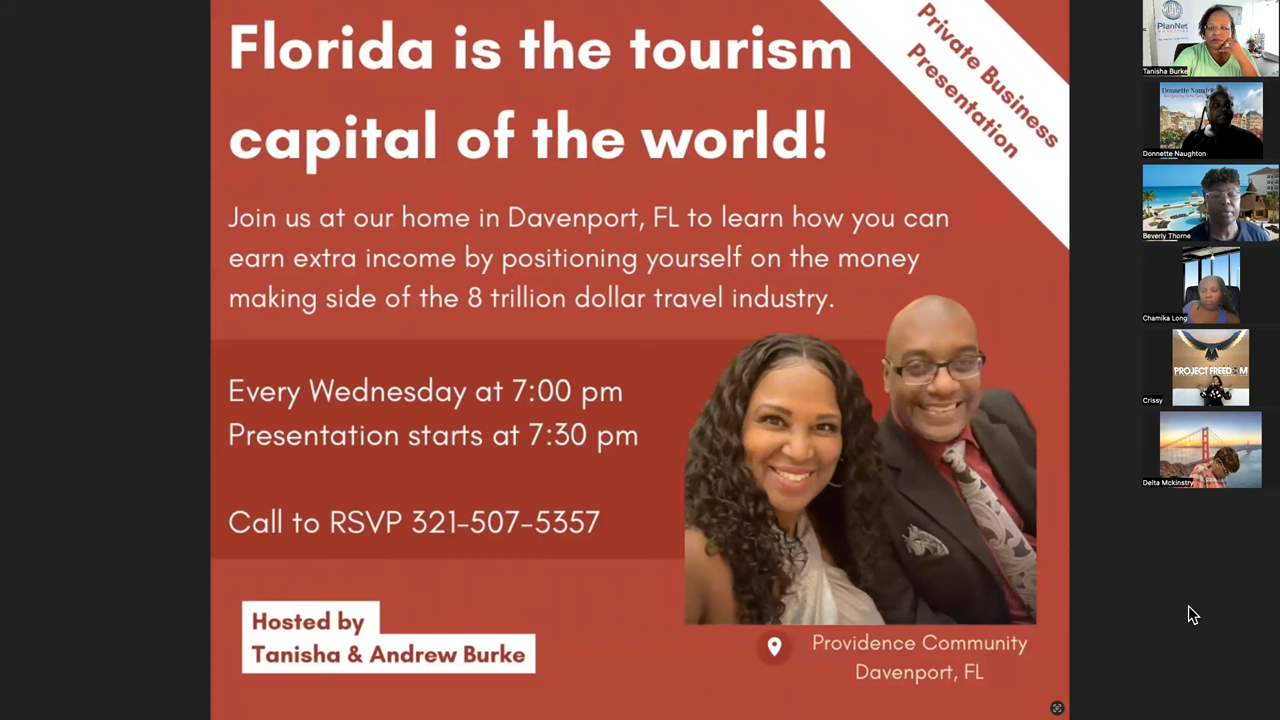 Florida is the tourism
capital of the world!
Private Business
Presentation
Join us at our home in Davenport, FL to learn how you can
earn extra income by positioning yourself on the money
making side of the 8 trillion dollar travel industry.
Every Wednesday at 7:00 pm
Presentation starts at 7:30 pm
Call to RSVP 321-507-5357
Hosted by
Tanisha & Andrew Burke
Providence Community
Davenport, FL
PlanNet
Tanisha Burke
Donnette Naughton
Beverly Thorne
Chamika Long
PROJECT FREEDOM
Crissy
Delta Mckinstry